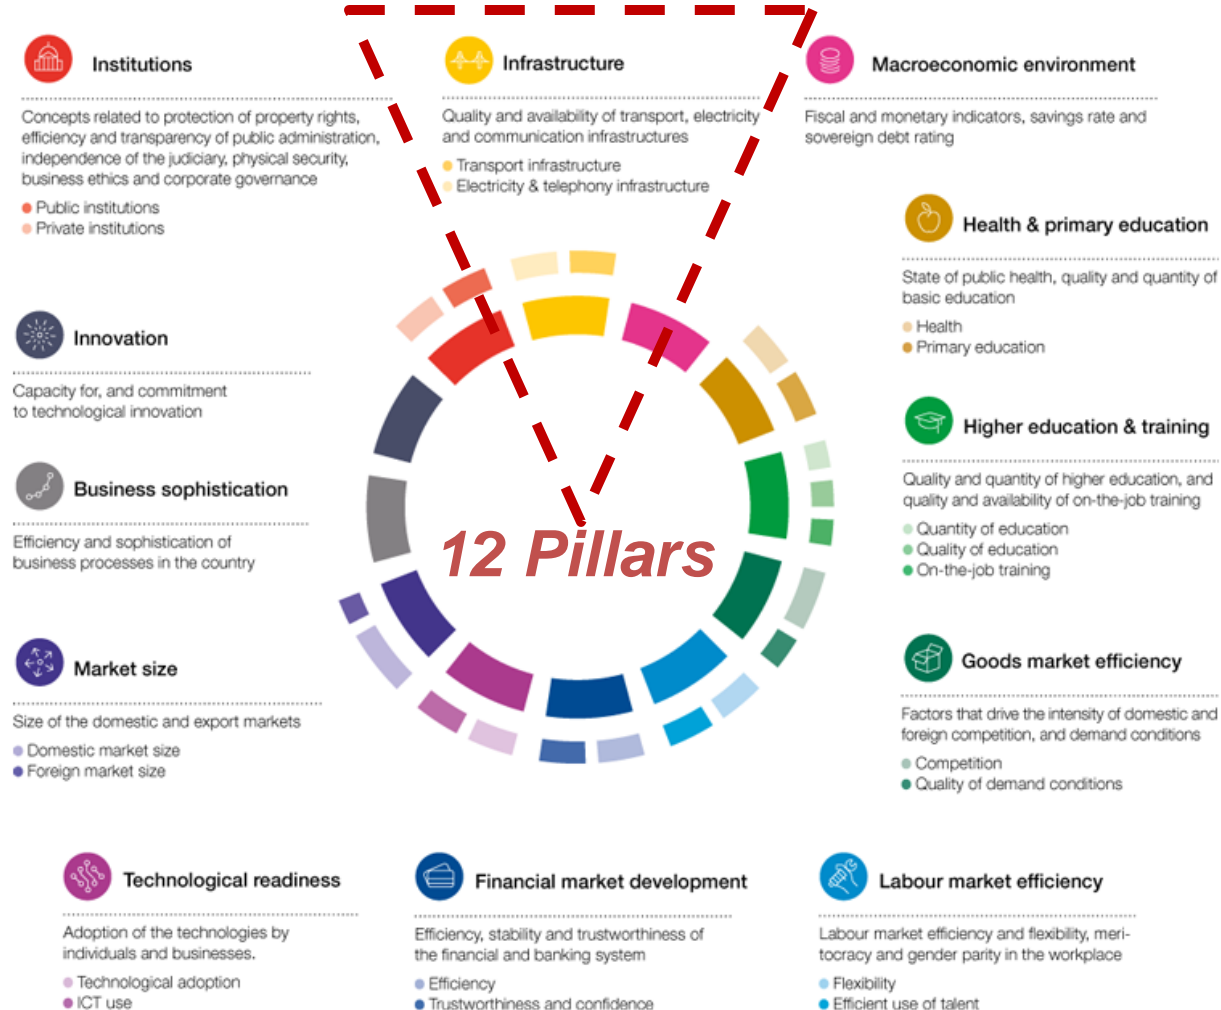 Institutions
Concepts related to protection of property rights,
efficiency and transparency of public administration,
independence of the judiciary, physical security,
business ethics and corporate governance
Public institutions
Private institutions
Infrastructure
Quality and availability of transport, electricity
and communication infrastructures
Transport infrastructure
Electricity & telephony infrastructure
Macroeconomic environment
Fiscal and monetary indicators, savings rate and
sovereign debt rating
Health & primary education
State of public health, quality and quantity of
basic education
Health
Primary education
Innovation
Capacity for, and commitment
to technological innovation
Higher education & training
Quality and quantity of higher education, and
quality and availability of on-the-job training
Quantity of education
Quality of education
On-the-job training
Business sophistication
Efficiency and sophistication of
business processes in the country
12 Pillars
Market size
Size of the domestic and export markets
Domestic market size
Foreign market size
Goods market efficiency
Factors that drive the intensity of domestic and
foreign competition, and demand conditions
Competition
Quality of demand conditions
Technological readiness
Adoption of the technologies by
individuals and businesses.
Technological adoption
ICT use
Financial market development
Efficiency, stability and trustworthiness of
the financial and banking system
Efficiency
Trustworthiness and confidence
Labour market efficiency
Labour market efficiency and flexibility, meri-
tocracy and gender parity in the workplace
Flexibility
Efficient use of talent